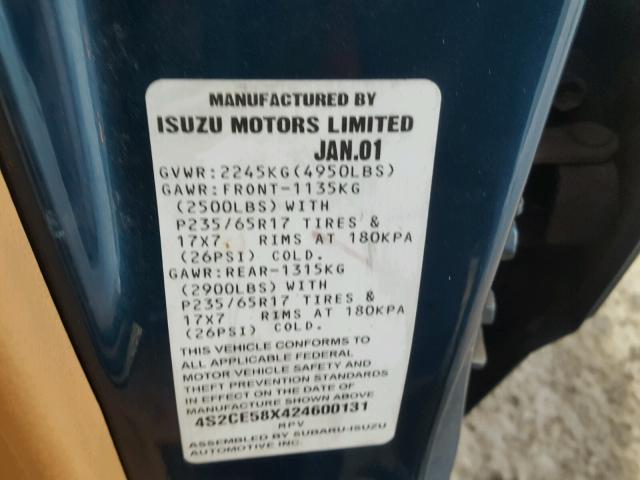 MANUFACTURED BY
ISUZU MOTORS LIMITED
JAN.01
GVWR:2245KG(4950LBS)
GAWR:FRONT-1135KG
(2500LBS) WITH
P235/65R17 TIRES &
17X7 RIMS AT 180KPA
(26PSI) COLD.
GAWR:REAR-1315KG
(2900LBS) WITH
P235/65R17 TIRES &
17X7 RIMS AT 180KPA
(26PSI) COLD.
THIS VEHICLE CONFORMS TO
ALL APPLICABLE FEDERAL
MOTOR VEHICLE SAFETY AND
THEFT PREVENTION STANDARDS
IN EFFECT ON THE DATE OF
MANUFACTURE SHOWN ABOVE.
4S2CE58X424600131
MPV
ASSEMBLED BY SUBARU-ISUZU
AUTOMOTIVE INC.